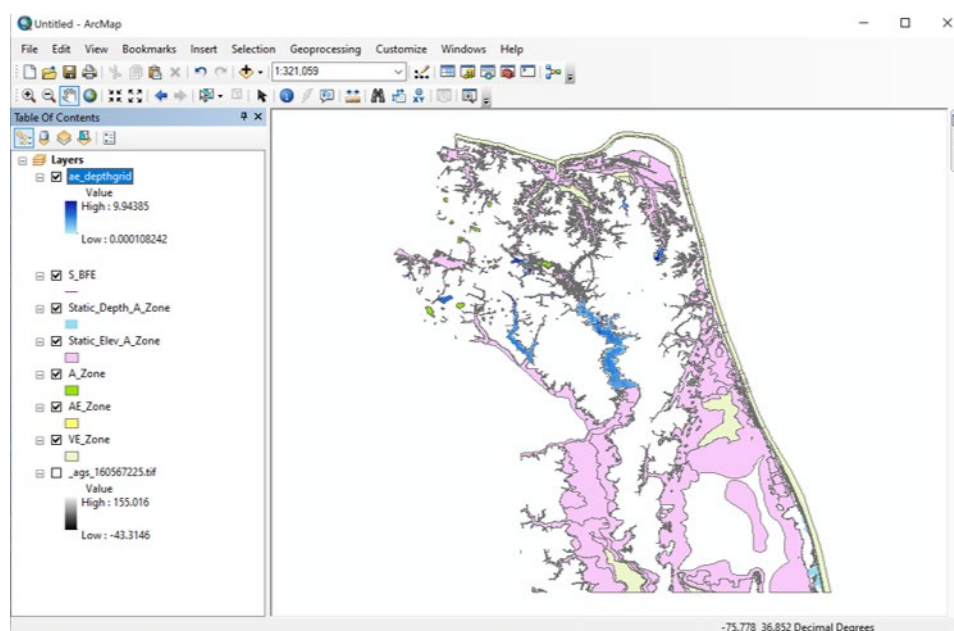 Untitled - ArcMap
File Edit View Bookmarks Insert Selection Geoprocessing Customize Windows Help
1:321,059
Table Of Contents
Layers
ae_depthgrid
Value
High : 9.94385
Low : 0.000108242
S_BFE
Static_Depth_A_Zone
Static_Elev_A_Zone
A_Zone
AE_Zone
VE_Zone
_ags_160567225.tif
Value
High : 155.016
Low : -43.3146
-75.778 36.852 Decimal Degrees